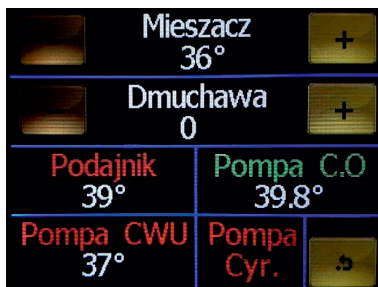 Mieszacz
36°
+
Dmuchawa
0
+
Podajnik
39°
Pompa C.O
39.8°
Pompa CWU
37°
Pompa
Cyr.